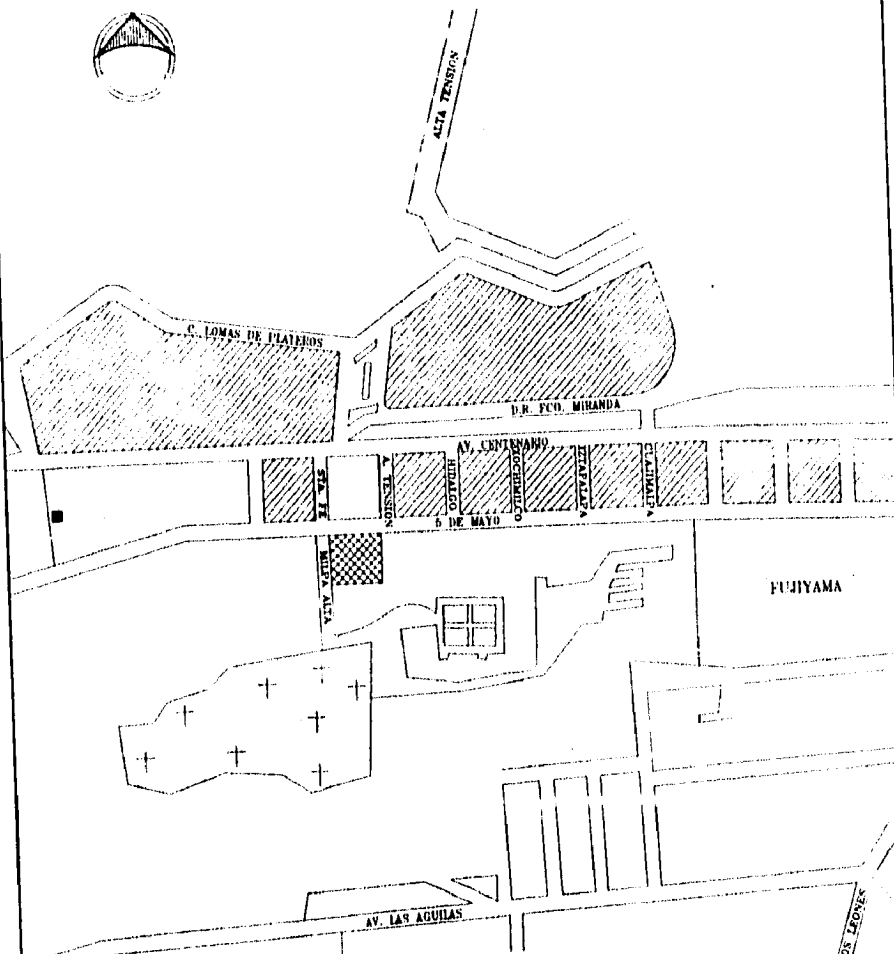 ALTA TENSION
C. LOMAS DE PLATEROS
D.R. FCO. MIRANDA
AV. CENTENARIO
STA. FE
A. TENSION
HIDALGO
XOCHIMILCO
IZTAPALAPA
CUAJIMALPA
5 DE MAYO
MILPA ALTA
FUJIYAMA
AV. LAS AGUILAS
OS LEONES